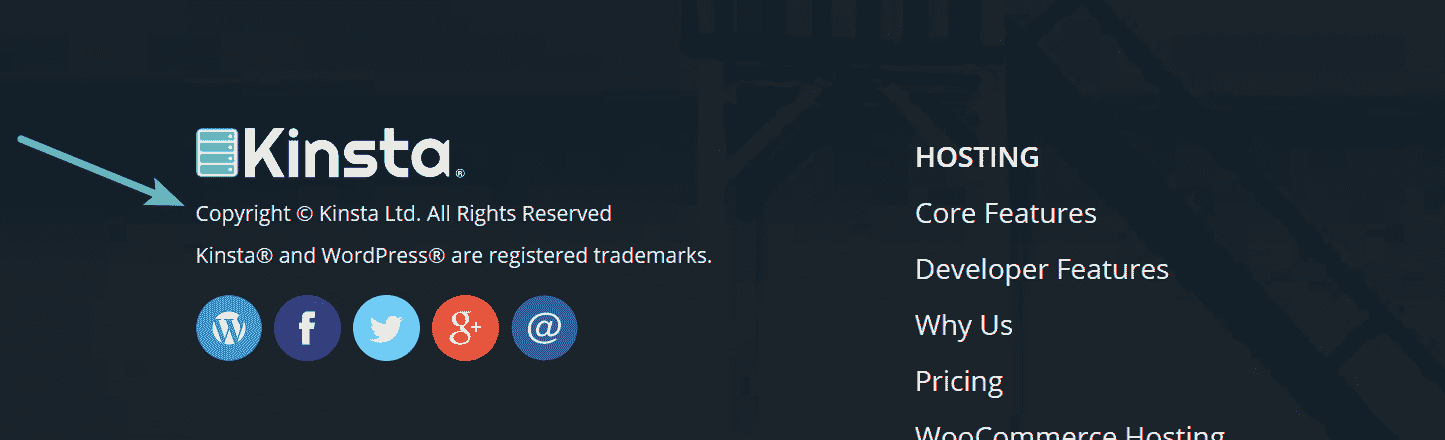 Kinsta®
Copyright © Kinsta Ltd. All Rights Reserved
Kinsta® and WordPress® are registered trademarks.
HOSTING
Core Features
Developer Features
Why Us
Pricing
WooCommerce Hosting